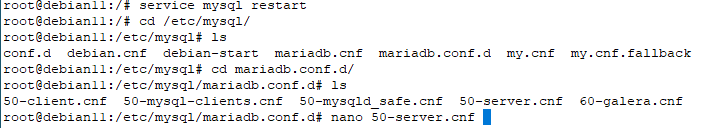 root@debian11:/# service mysql restart
root@debian11:/# cd /etc/mysql/
root@debian11:/etc/mysql# ls
conf.d  debian.cnf  debian-start  mariadb.cnf  mariadb.conf.d  my.cnf  my.cnf.fallback
root@debian11:/etc/mysql# cd mariadb.conf.d/
root@debian11:/etc/mysql/mariadb.conf.d# ls
50-client.cnf  50-mysql-clients.cnf  50-mysqld_safe.cnf  50-server.cnf  60-galera.cnf
root@debian11:/etc/mysql/mariadb.conf.d# nano 50-server.cnf